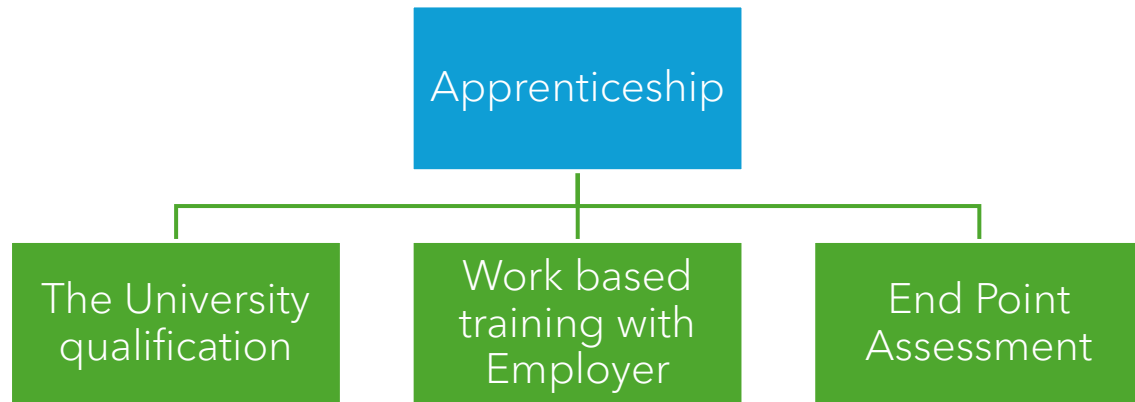 Apprenticeship
The University
qualification
Work based
training with
Employer
End Point
Assessment